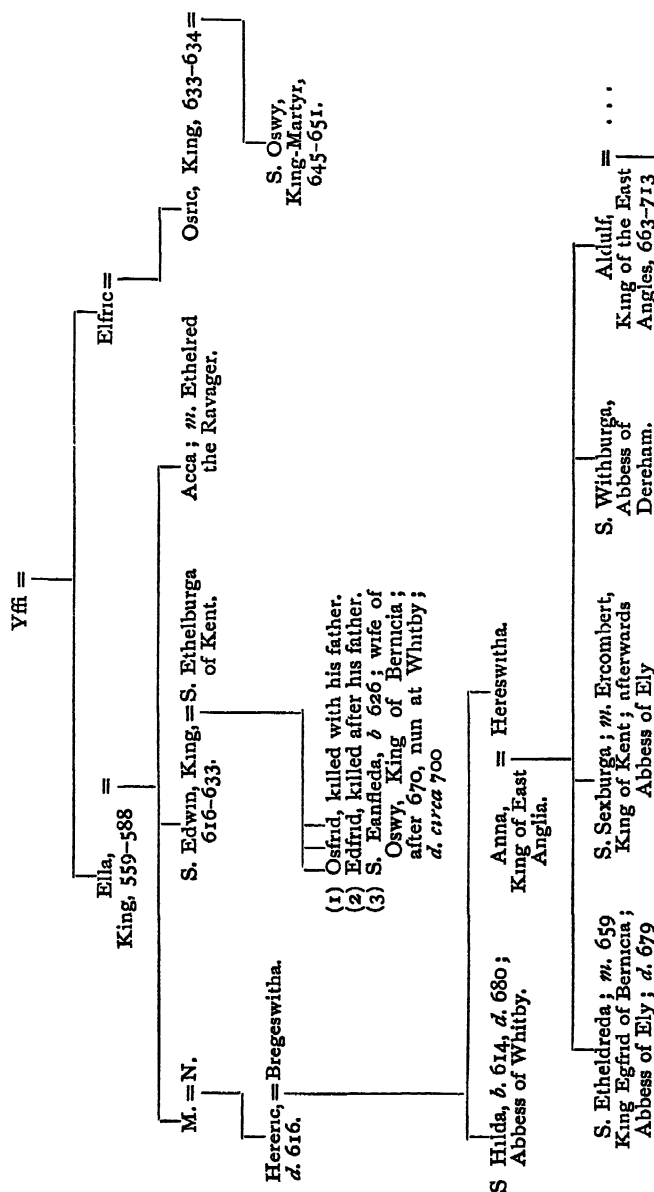 Yffi =
Ella, =
King, 559–588
Elfric =
M. = N.
S. Edwin, King, = S. Ethelburga
616–633. of Kent.
Acca ; m. Ethelred
the Ravager.
Osric, King, 633–634 =
Hereric, = Bregeswitha.
d. 616.
(1) Osfrid, killed with his father.
(2) Edfrid, killed after his father.
(3) S. Eanfleda, b 626 ; wife of
Oswy, King of Bernicia ;
after 670, nun at Whitby ;
d. circa 700
S. Oswy,
King-Martyr,
645–651.
S Hilda, b. 614, d. 680 ;
Abbess of Whitby.
Anna, = Hereswitha.
King of East
Anglia.
S. Etheldreda ; m. 659
King Egfrid of Bernicia ;
Abbess of Ely ; d. 679
S. Sexburga ; m. Ercombert,
King of Kent ; afterwards
Abbess of Ely
S. Withburga,
Abbess of
Dereham.
Aldulf, = . . .
King of the East
Angles, 663–713